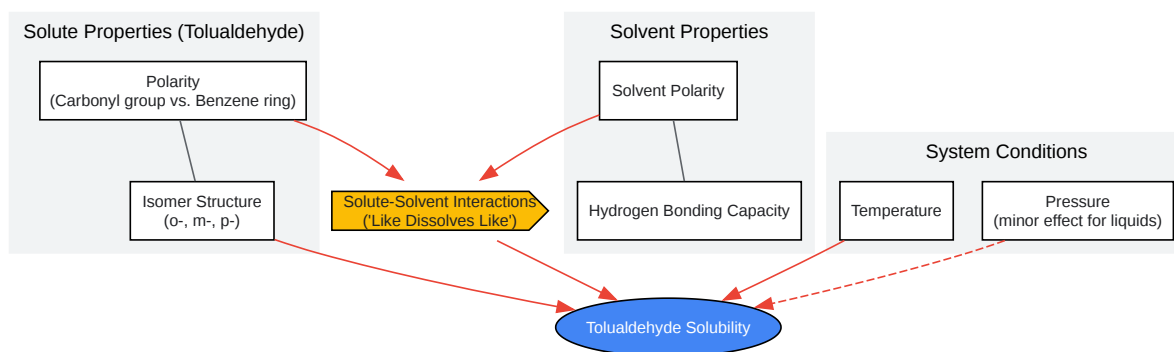 Solute Properties (Tolualdehyde)
Polarity
(Carbonyl group vs. Benzene ring)
Isomer Structure
(o-, m-, p-)
Solute-Solvent Interactions
('Like Dissolves Like')
Solvent Properties
Solvent Polarity
Hydrogen Bonding Capacity
System Conditions
Temperature
Pressure
(minor effect for liquids)
Tolualdehyde Solubility